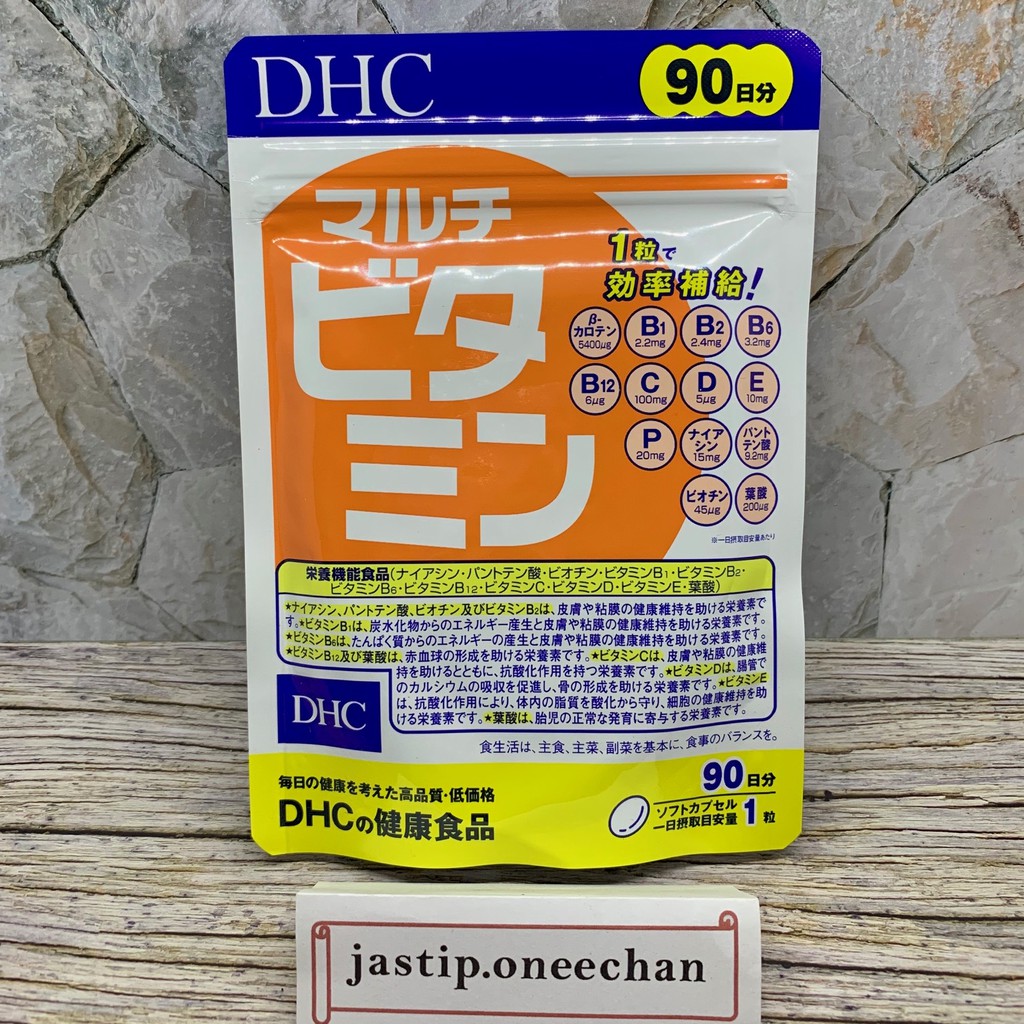 DHC
90日分
マルチ
ビタ
ミン
1粒で
効率補給!
β-
カロテン
5400μg
B1
2.2mg
B2
2.4mg
B6
3.2mg
B12
6μg
C
100mg
D
5μg
E
10mg
P
20mg
ナイア
シン
15mg
パント
テン酸
9.2mg
ビオチン
45μg
葉酸
200μg
※一日摂取目安量あたり
栄養機能食品(ナイアシン・パントテン酸・ビオチン・ビタミンB1・ビタミンB2・
ビタミンB6・ビタミンB12・ビタミンC・ビタミンD・ビタミンE・葉酸)
★ナイアシン、パントテン酸、ビオチン及びビタミンB2は、皮膚や粘膜の健康維持を助ける栄養素で
す。★ビタミンB1は、炭水化物からのエネルギー産生と皮膚や粘膜の健康維持を助ける栄養素です。
★ビタミンB6は、たんぱく質からのエネルギーの産生と皮膚や粘膜の健康維持を助ける栄養素です。
★ビタミンB12及び葉酸は、赤血球の形成を助ける栄養素です。★ビタミンCは、皮膚や粘膜の健康維
持を助けるとともに、抗酸化作用を持つ栄養素です。★ビタミンDは、腸管で
のカルシウムの吸収を促進し、骨の形成を助ける栄養素です。★ビタミンE
は、抗酸化作用により、体内の脂質を酸化から守り、細胞の健康維持を助
ける栄養素です。★葉酸は、胎児の正常な発育に寄与する栄養素です。
DHC
食生活は、主食、主菜、副菜を基本に、食事のバランスを。
毎日の健康を考えた高品質・低価格
DHCの健康食品
90日分
ソフトカプセル
一日摂取目安量 1粒
jastip.oneechan